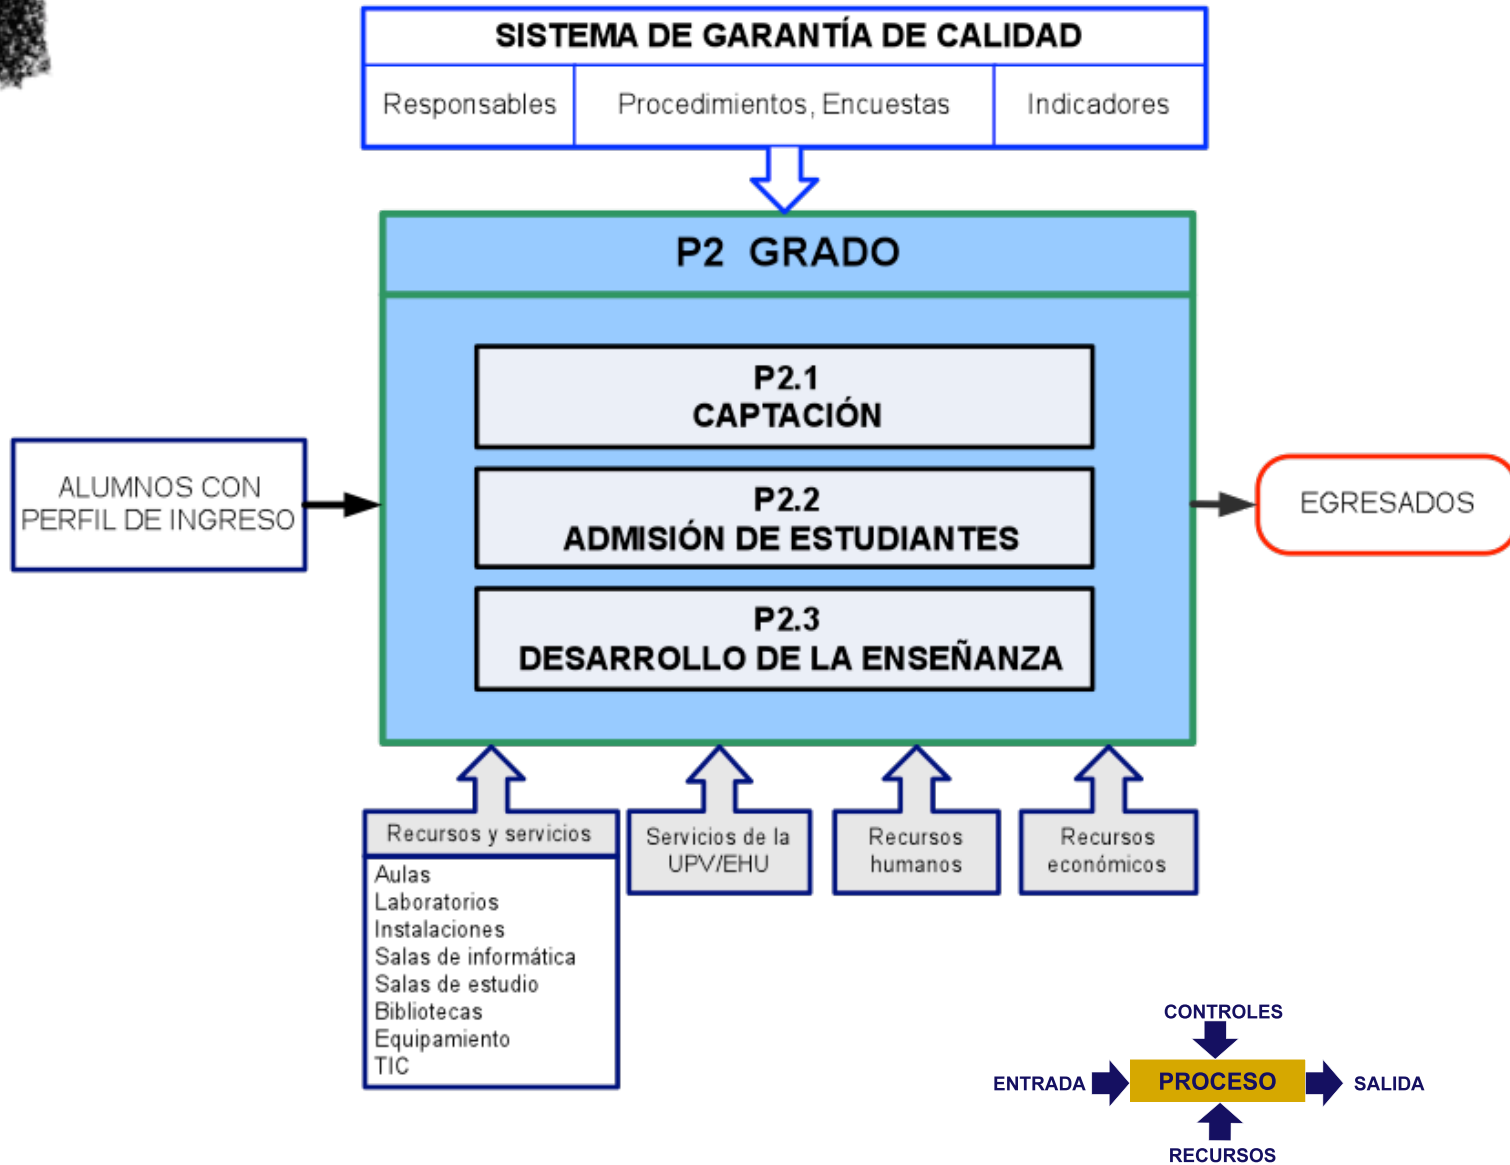 SISTEMA DE GARANTÍA DE CALIDAD
Responsables
Procedimientos, Encuestas
Indicadores
P2 GRADO
P2.1
CAPTACIÓN
ALUMNOS CON
PERFIL DE INGRESO
P2.2
ADMISIÓN DE ESTUDIANTES
EGRESADOS
P2.3
DESARROLLO DE LA ENSEÑANZA
Recursos y servicios
Aulas
Laboratorios
Instalaciones
Salas de informática
Salas de estudio
Bibliotecas
Equipamiento
TIC
Servicios de la
UPV/EHU
Recursos
humanos
Recursos
económicos
CONTROLES
ENTRADA
PROCESO
SALIDA
RECURSOS